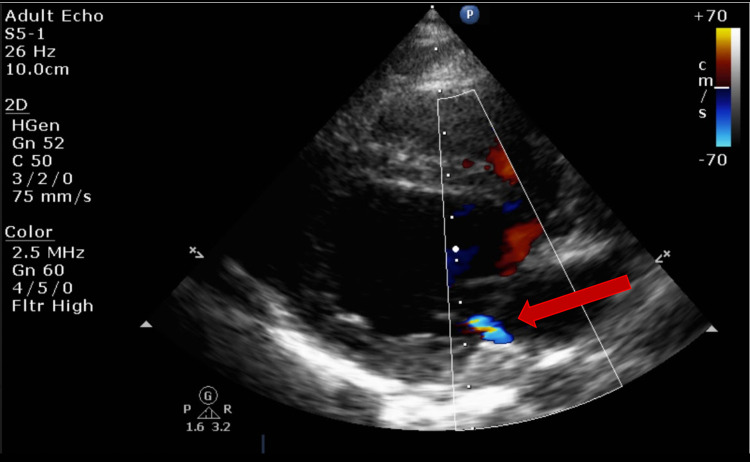 Adult Echo
S5-1
26 Hz
10.0cm
2D
HGen
Gn 52
C 50
3/2/0
75 mm/s
Color
2.5 MHz
Gn 60
4/5/0
Fltr High
P
+70
cm/s
-70
G
P R
1.6 3.2